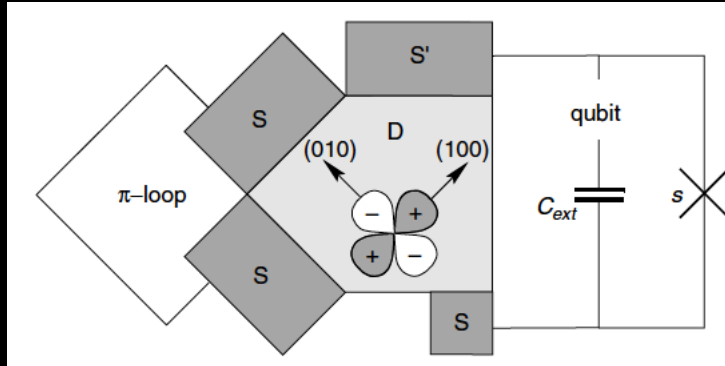 S'
S
D
qubit
(010)
(100)
π–loop
–
+
C_ext
s
+
–
S
S